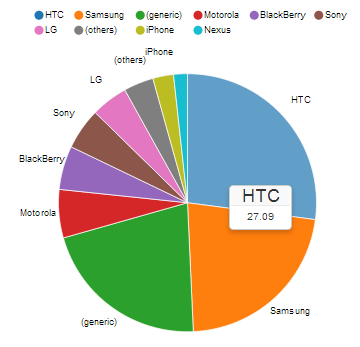 HTC Samsung (generic) Motorola BlackBerry Sony
LG (others) iPhone Nexus
iPhone
(others)
LG
HTC
Sony
BlackBerry
HTC
27.09
Motorola
Samsung
(generic)